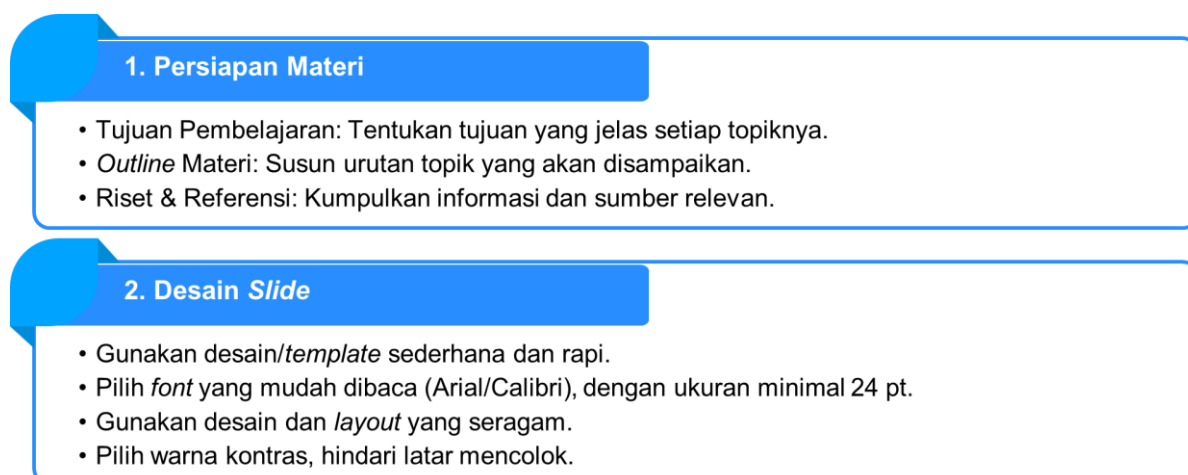 1. Persiapan Materi
• Tujuan Pembelajaran: Tentukan tujuan yang jelas setiap topiknya.
• Outline Materi: Susun urutan topik yang akan disampaikan.
• Riset & Referensi: Kumpulkan informasi dan sumber relevan.
2. Desain Slide
• Gunakan desain/template sederhana dan rapi.
• Pilih font yang mudah dibaca (Arial/Calibri), dengan ukuran minimal 24 pt.
• Gunakan desain dan layout yang seragam.
• Pilih warna kontras, hindari latar mencolok.